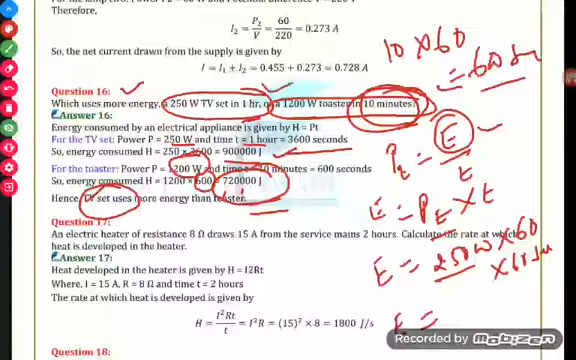 Therefore,
I₂ = P₂/V = 60/220 = 0.273 A
So, the net current drawn from the supply is given by
I = I₁ + I₂ = 0.455 + 0.273 = 0.728 A
10 × 60
= 600 Sec
Question 16:
Which uses more energy, a 250 W TV set in 1 hr, or a 1200 W toaster in 10 minutes?
Answer 16:
Energy consumed by an electrical appliance is given by H = Pt
For the TV set: Power P = 250 W and time t = 1 hour = 3600 seconds
So, energy consumed H = 250 × 3600 = 900000 J
For the toaster: Power P = 1200 W and time t = 10 minutes = 600 seconds
So energy consumed H = 1200 × 600 = 720000 J
Hence, TV set uses more energy than toaster.
= E/t
E = × t
E = 250W × 60
× 60
E =
Question 17:
An electric heater of resistance 8 Ω draws 15 A from the service mains 2 hours. Calculate the rate at which
heat is developed in the heater.
Answer 17:
Heat developed in the heater is given by H = I2Rt
Where, I = 15 A, R = 8 Ω and time t = 2 hours
The rate at which heat is developed is given by
H = I²Rt/t = I²R = (15)² × 8 = 1800 J/s
Question 18:
RECORDED WITH
mobizen